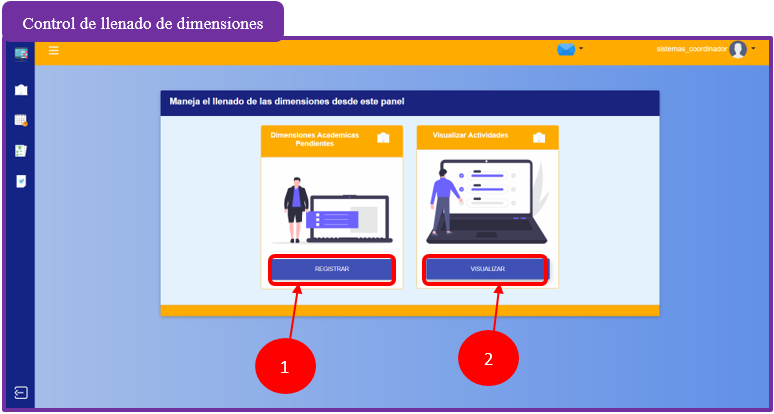 Control de llenado de dimensiones
sistemas_coordinador
Maneja el llenado de las dimensiones desde este panel
Dimensiones Academicas
Pendientes
Visualizar Actividades
REGISTRAR
VISUALIZAR
1
2